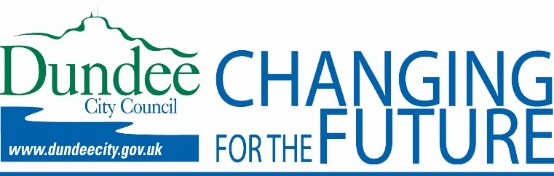 Dundee
City Council
www.dundeecity.gov.uk
CHANGING
FOR THE FUTURE